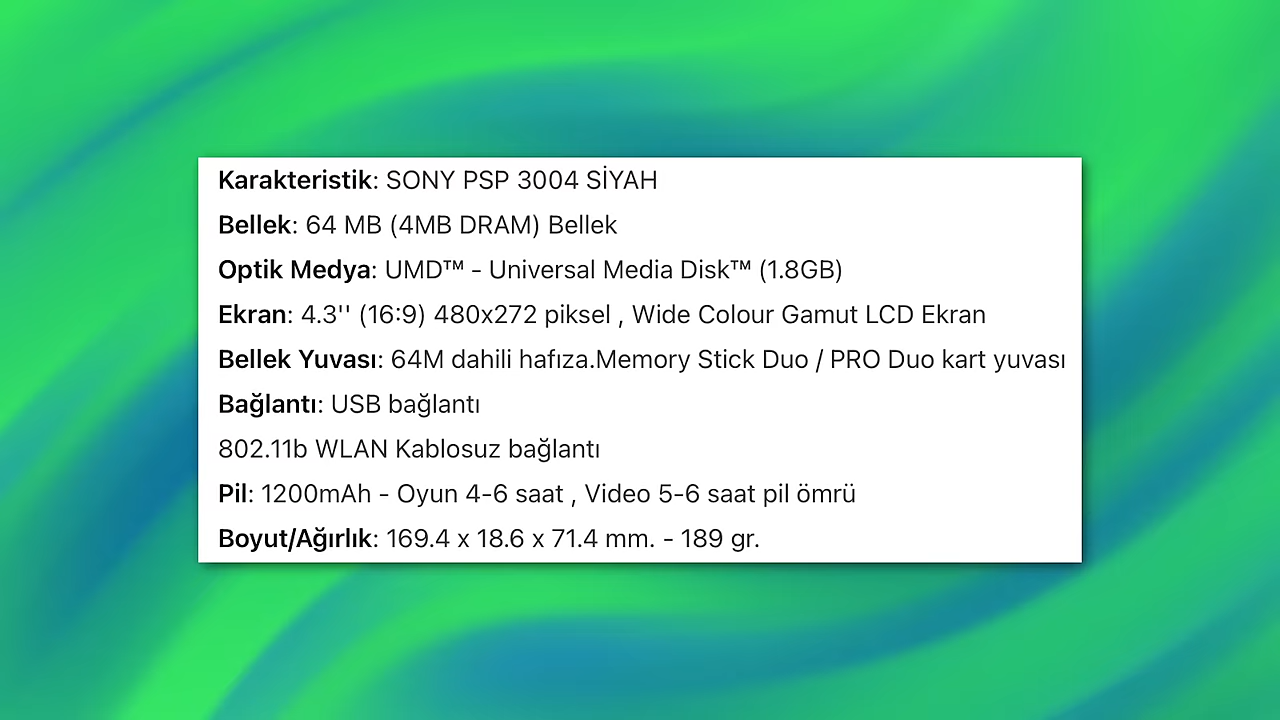 Karakteristik: SONY PSP 3004 SİYAH
Bellek: 64 MB (4MB DRAM) Bellek
Optik Medya: UMD™ - Universal Media Disk™ (1.8GB)
Ekran: 4.3'' (16:9) 480x272 piksel , Wide Colour Gamut LCD Ekran
Bellek Yuvası: 64M dahili hafıza.Memory Stick Duo / PRO Duo kart yuvası
Bağlantı: USB bağlantı
802.11b WLAN Kablosuz bağlantı
Pil: 1200mAh - Oyun 4-6 saat , Video 5-6 saat pil ömrü
Boyut/Ağırlık: 169.4 x 18.6 x 71.4 mm. - 189 gr.